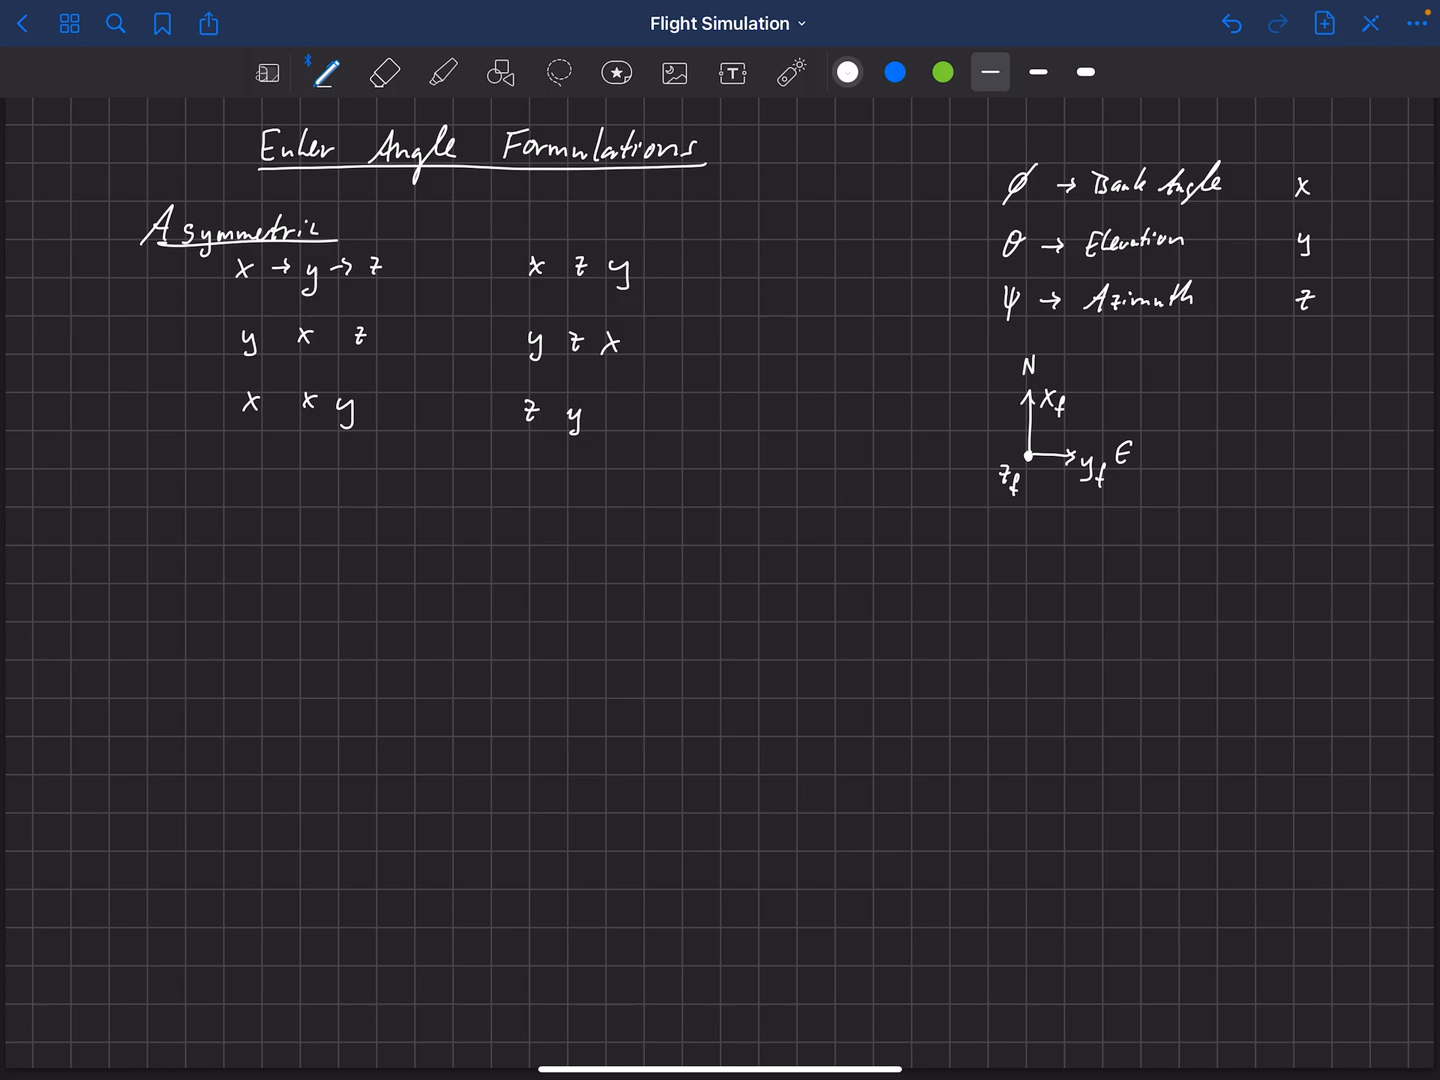 Flight Simulation
Euler Angle Formulations
Asymmetric
x → y → z
x z y
y x z
y z x
x x y
z y
ϕ → Bank Angle x
θ → Elevation y
ψ → Azimuth z
N
x_f
z_f
y_f E